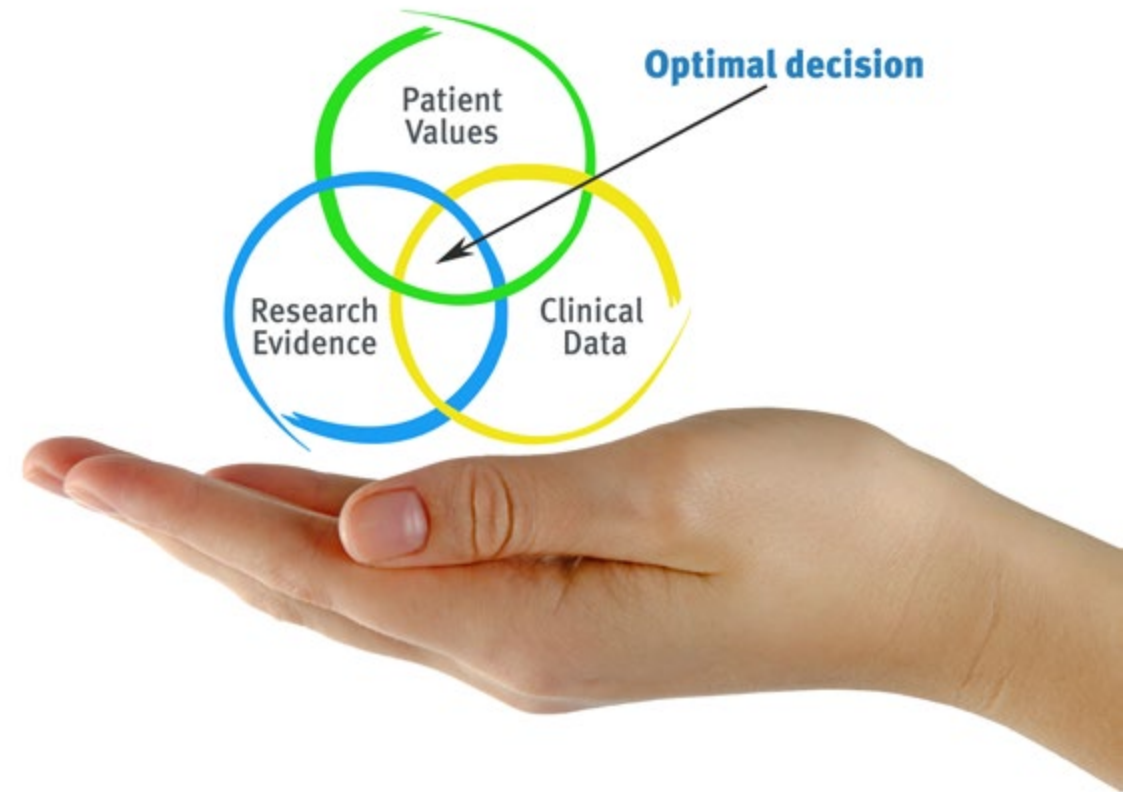 Optimal decision
Patient
Values
Research
Evidence
Clinical
Data